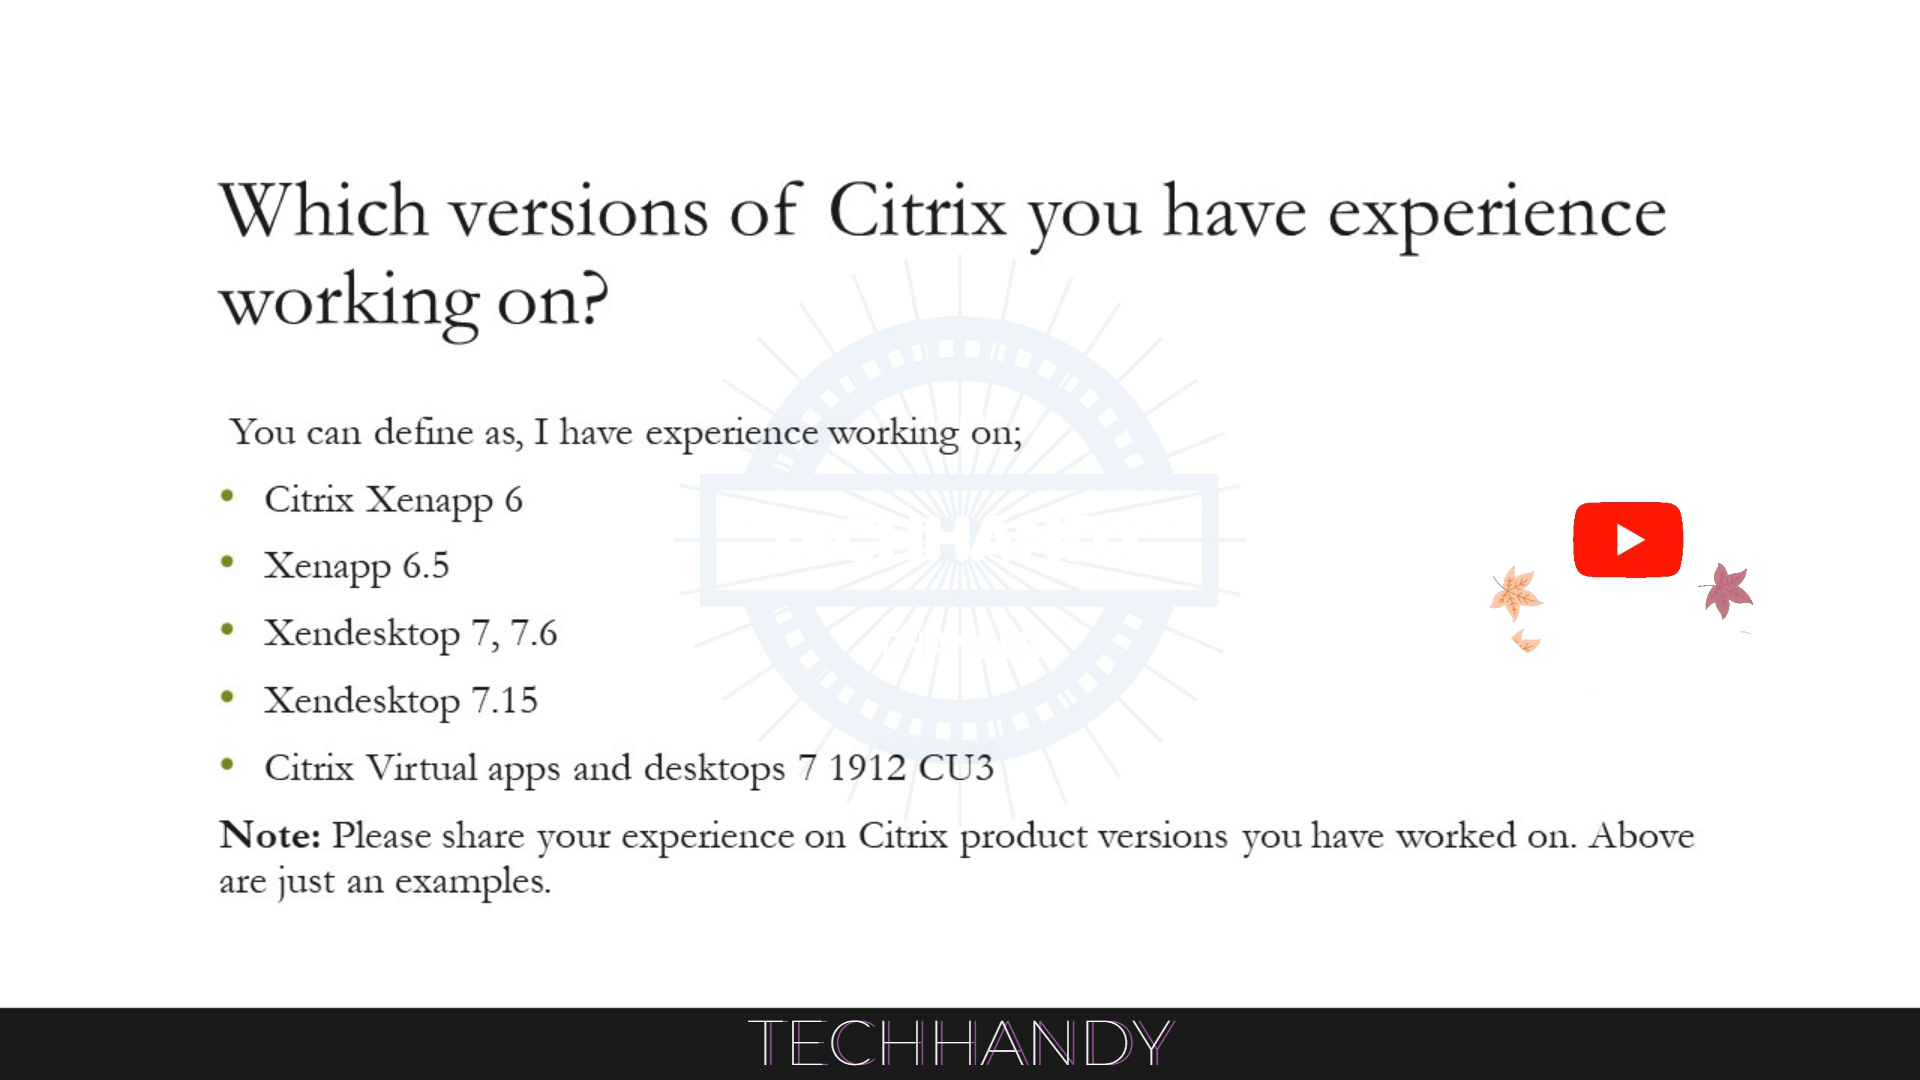 Which versions of Citrix you have experience
working on?
You can define as, I have experience working on;
• Citrix Xenapp 6
• Xenapp 6.5
• Xendesktop 7, 7.6
• Xendesktop 7.15
• Citrix Virtual apps and desktops 7 1912 CU3
Note: Please share your experience on Citrix product versions you have worked on. Above
are just an examples.
TECHHANDY